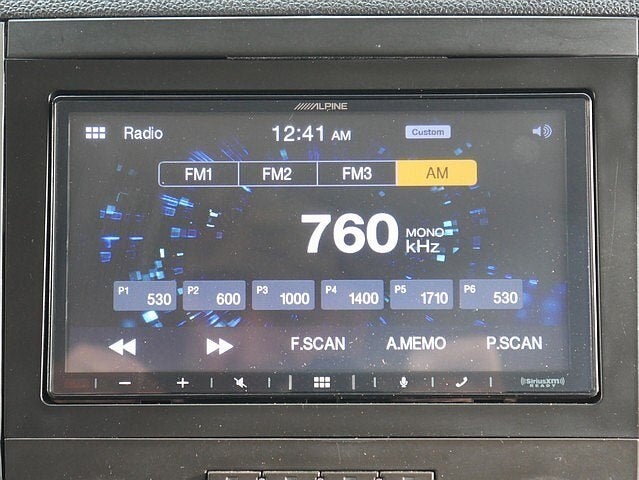 ALPINE
Radio 12:41 AM Custom
FM1 FM2 FM3 AM
760 MONO kHz
P1 530 P2 600 P3 1000 P4 1400 P5 1710 P6 530
F.SCAN A.MEMO P.SCAN
SiriusXM
READY